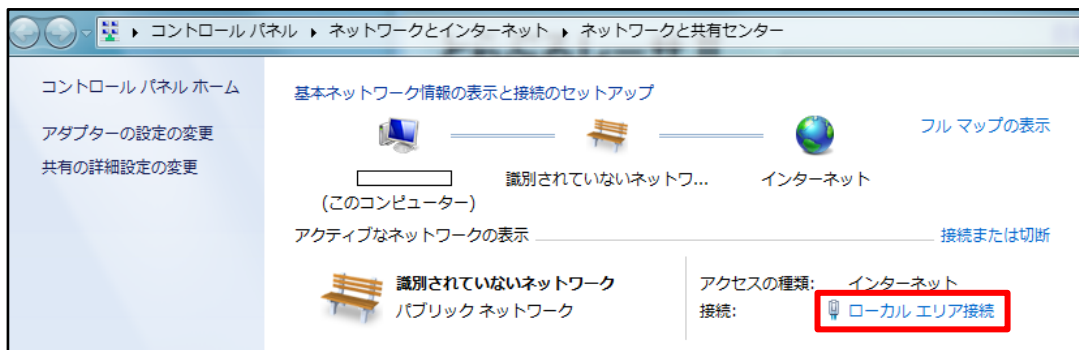 コントロール パネル ▸ ネットワークとインターネット ▸ ネットワークと共有センター
コントロール パネル ホーム
アダプターの設定の変更
共有の詳細設定の変更
基本ネットワーク情報の表示と接続のセットアップ
フル マップの表示
識別されていないネットワ...
インターネット
(このコンピューター)
アクティブなネットワークの表示
接続または切断
識別されていないネットワーク
パブリック ネットワーク
アクセスの種類: インターネット
接続: ローカル エリア接続